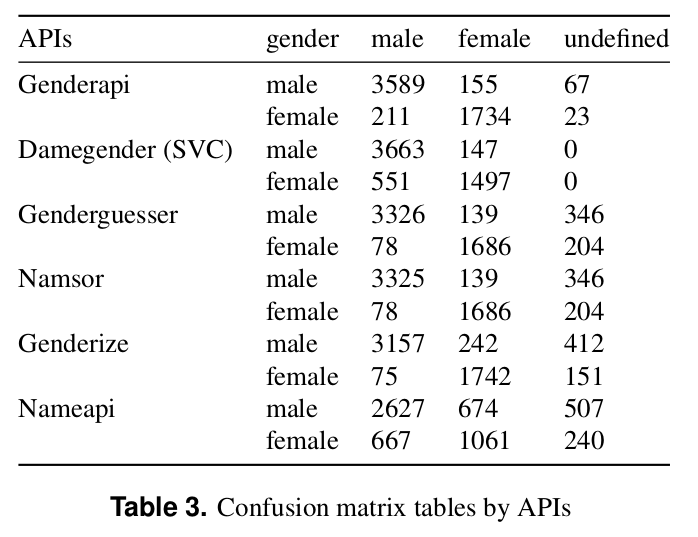 APIs gender male female undefined
Genderapi male 3589 155 67
female 211 1734 23
Damegender (SVC) male 3663 147 0
female 551 1497 0
Genderguesser male 3326 139 346
female 78 1686 204
Namsor male 3325 139 346
female 78 1686 204
Genderize male 3157 242 412
female 75 1742 151
Nameapi male 2627 674 507
female 667 1061 240
Table 3. Confusion matrix tables by APIs